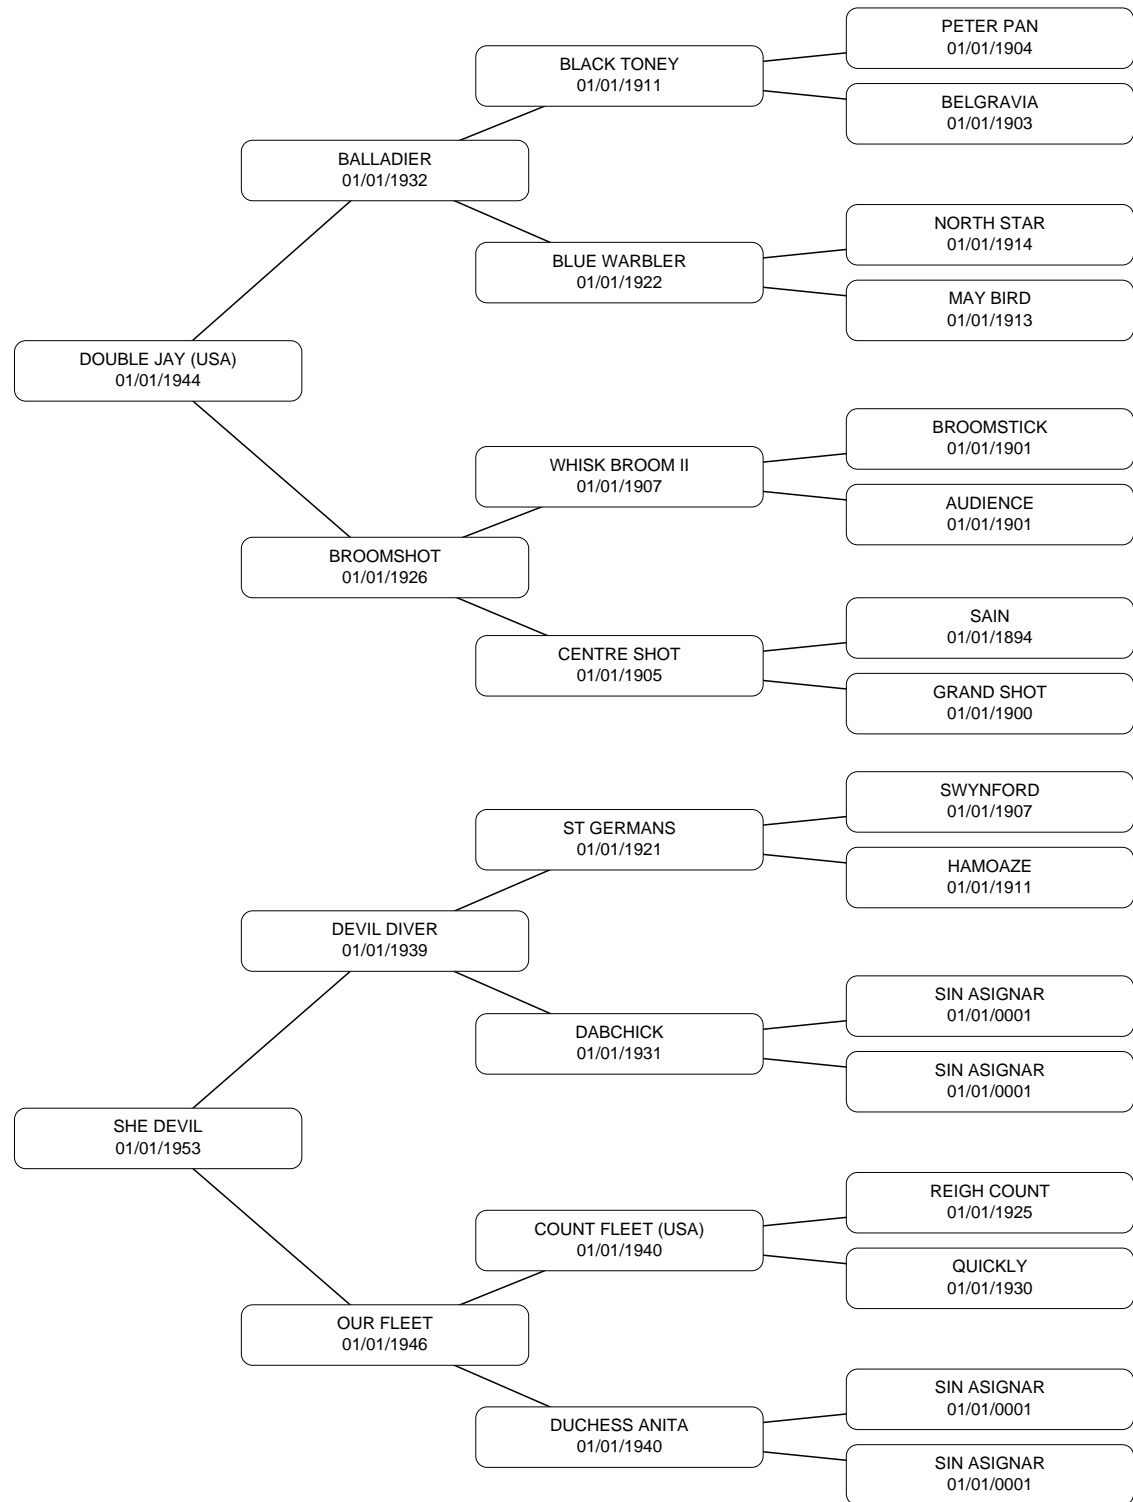 PETER PAN
01/01/1904
BLACK TONEY
01/01/1911
BELGRAVIA
01/01/1903
BALLADIER
01/01/1932
NORTH STAR
01/01/1914
BLUE WARBLER
01/01/1922
MAY BIRD
01/01/1913
DOUBLE JAY (USA)
01/01/1944
BROOMSTICK
01/01/1901
WHISK BROOM II
01/01/1907
AUDIENCE
01/01/1901
BROOMSHOT
01/01/1926
SAIN
01/01/1894
CENTRE SHOT
01/01/1905
GRAND SHOT
01/01/1900
SWYNFORD
01/01/1907
ST GERMANS
01/01/1921
HAMOAZE
01/01/1911
DEVIL DIVER
01/01/1939
SIN ASIGNAR
01/01/0001
DABCHICK
01/01/1931
SIN ASIGNAR
01/01/0001
SHE DEVIL
01/01/1953
REIGH COUNT
01/01/1925
COUNT FLEET (USA)
01/01/1940
QUICKLY
01/01/1930
OUR FLEET
01/01/1946
SIN ASIGNAR
01/01/0001
DUCHESS ANITA
01/01/1940
SIN ASIGNAR
01/01/0001